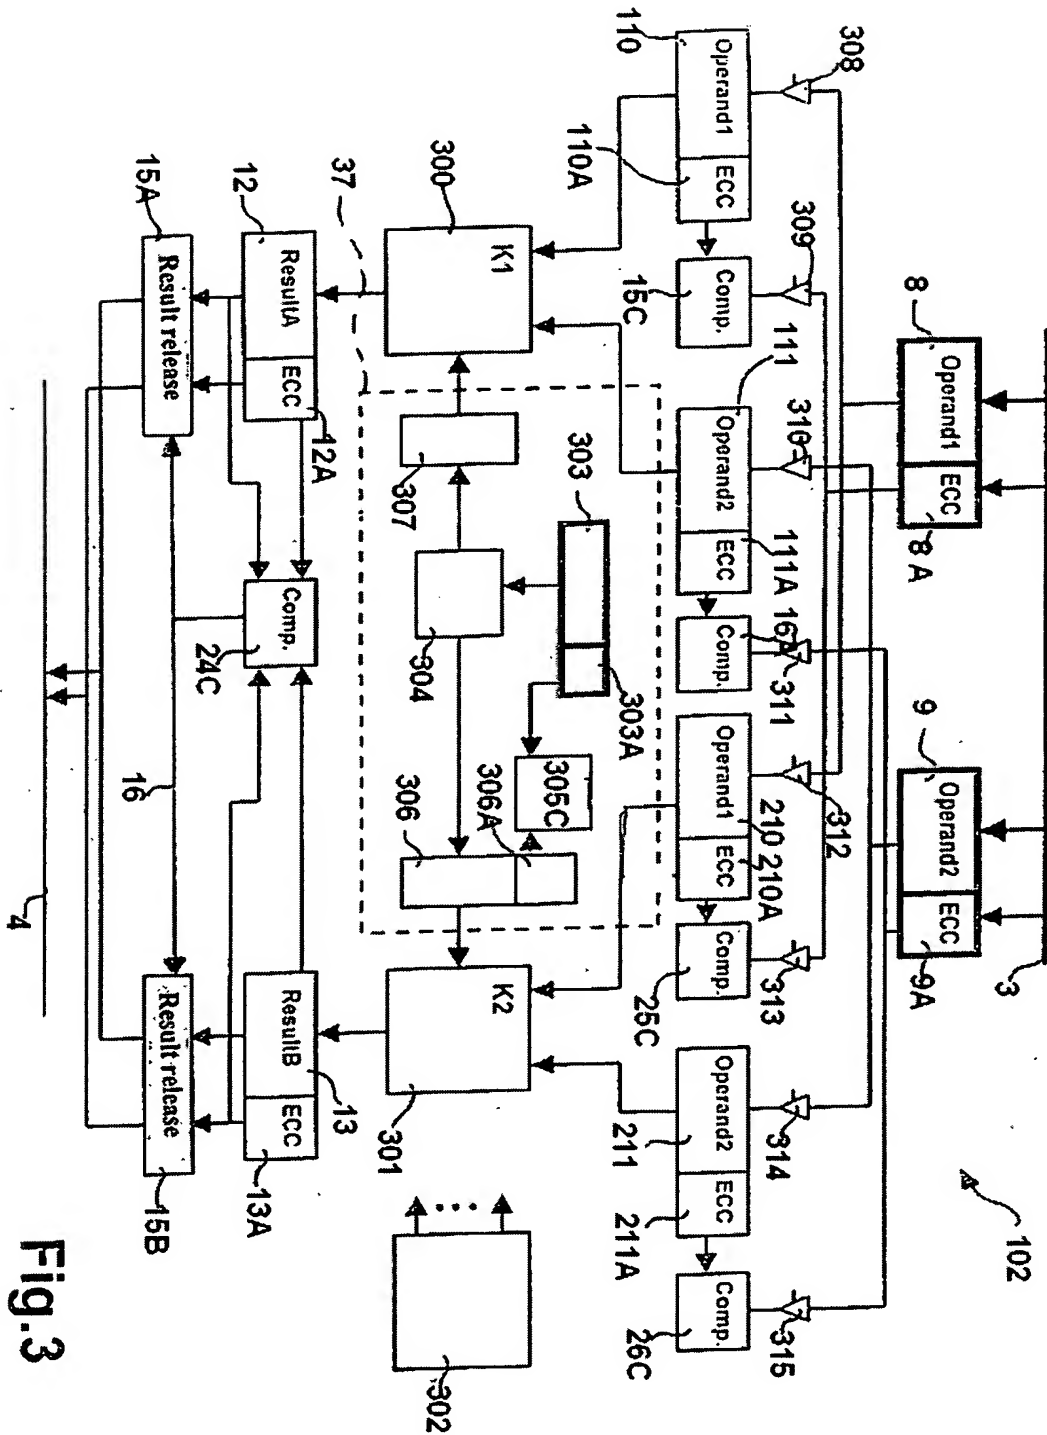 102
3
8
Operand1
ECC
8 A
9
Operand2
ECC
9A
308
309
310
311
312
313
314
315
110
Operand1
ECC
110A
Comp.
15C
111
Operand2
ECC
111A
16A
Comp.
Operand1
ECC
210
210A
Comp.
25C
Operand2
ECC
211
211A
Comp.
26C
300
K1
37
303
303A
304
305C
306
306A
307
K2
301
302
12
ResultA
ECC
12A
Comp.
24C
ResultB
ECC
13
13A
15A
Result release
16
Result release
15B
4
Fig.3